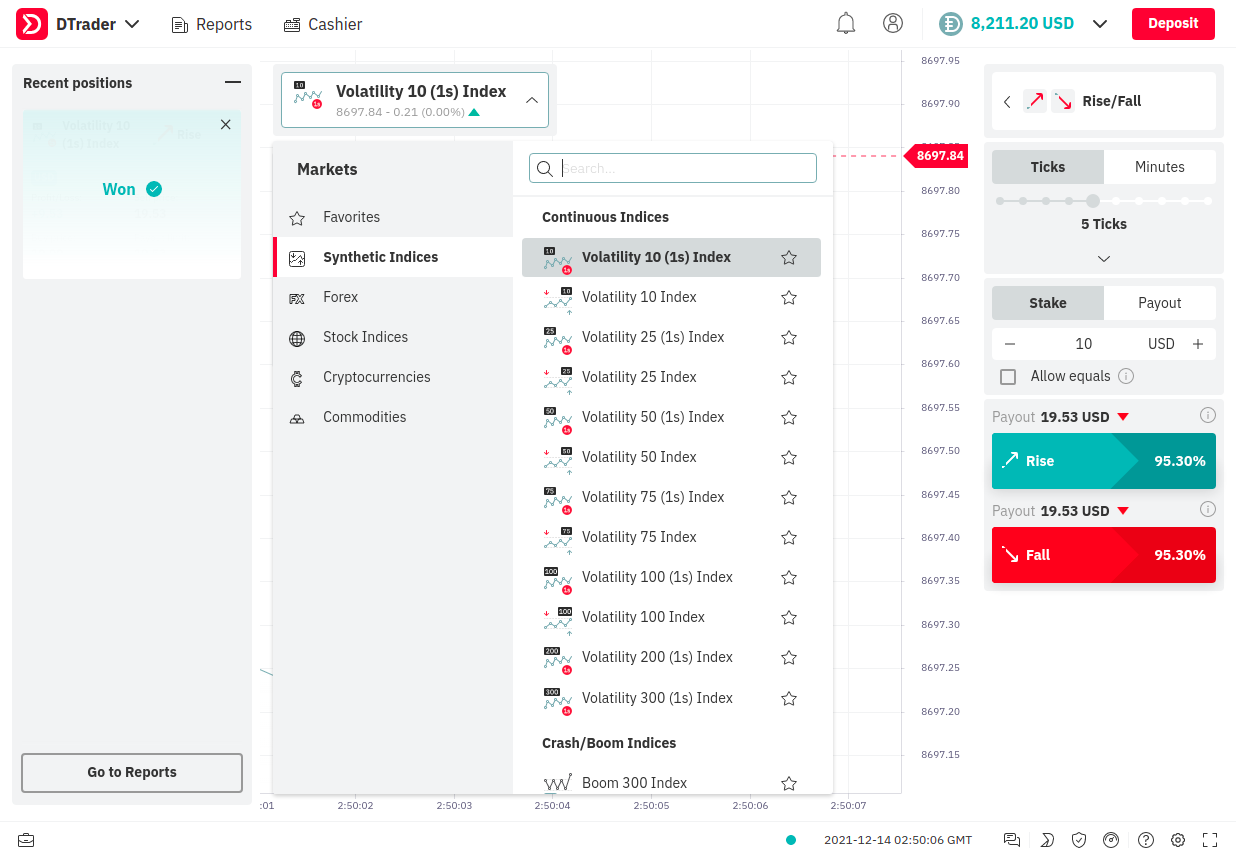 DTrader
Reports
Cashier
8,211.20 USD
Deposit
Recent positions
Volatility 10 (1s) Index
Rise
Won
Go to Reports
Volatility 10 (1s) Index
8697.84 - 0.21 (0.00%)
Markets
Favorites
Synthetic Indices
Forex
Stock Indices
Cryptocurrencies
Commodities
Search...
Continuous Indices
Volatility 10 (1s) Index
Volatility 10 Index
Volatility 25 (1s) Index
Volatility 25 Index
Volatility 50 (1s) Index
Volatility 50 Index
Volatility 75 (1s) Index
Volatility 75 Index
Volatility 100 (1s) Index
Volatility 100 Index
Volatility 200 (1s) Index
Volatility 300 (1s) Index
Crash/Boom Indices
Boom 300 Index
8697.95
8697.90
8697.84
8697.80
8697.75
8697.70
8697.65
8697.60
8697.55
8697.50
8697.45
8697.40
8697.35
8697.30
8697.25
8697.20
8697.15
:01
2:50:02
2:50:03
2:50:04
2:50:05
2:50:06
2:50:07
Rise/Fall
Ticks
Minutes
5 Ticks
Stake
Payout
10
USD
Allow equals
Payout 19.53 USD
Rise
95.30%
Payout 19.53 USD
Fall
95.30%
2021-12-14 02:50:06 GMT